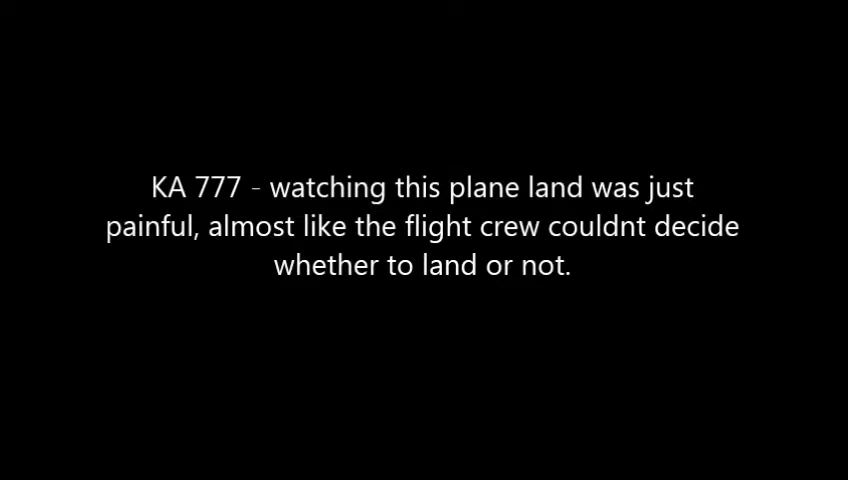 KA 777 - watching this plane land was just
painful, almost like the flight crew couldnt decide
whether to land or not.